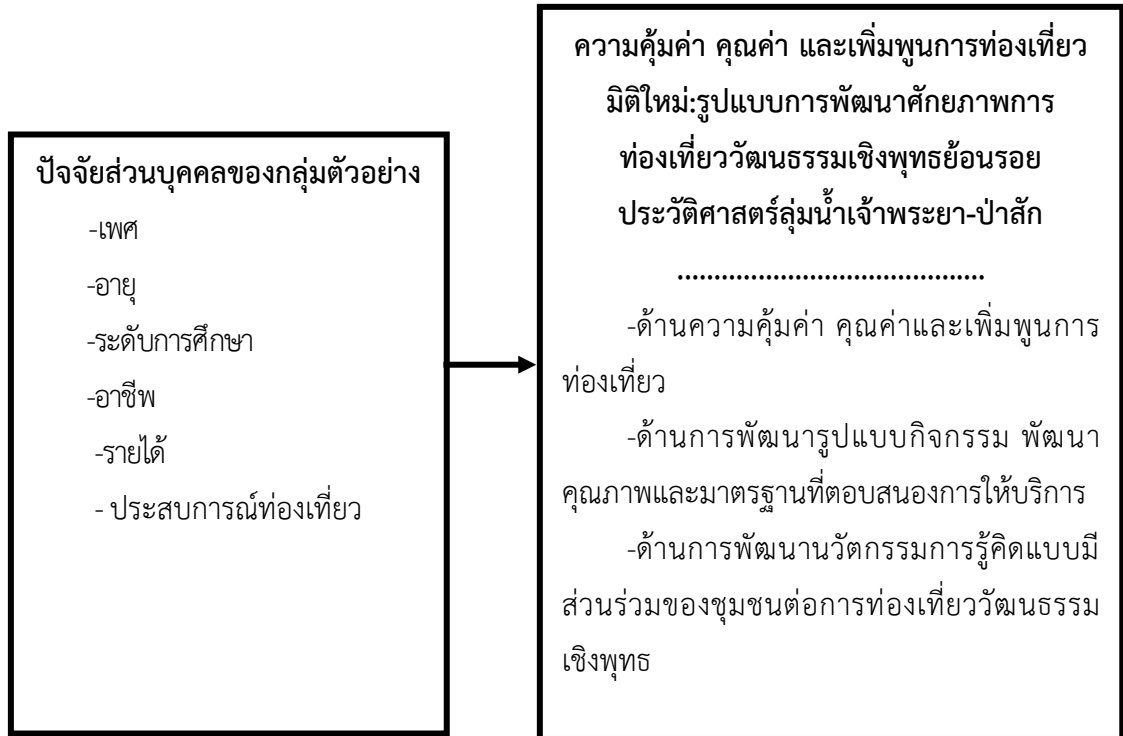 ปัจจัยส่วนบุคคลของกลุ่มตัวอย่าง
-เพศ
-อายุ
-ระดับการศึกษา
-อาชีพ
-รายได้
- ประสบการณ์ท่องเที่ยว
ความคุ้มค่า คุณค่า และเพิ่มพูนการท่องเที่ยว
มิติใหม่:รูปแบบการพัฒนาศักยภาพการ
ท่องเที่ยววัฒนธรรมเชิงพุทธย้อนรอย
ประวัติศาสตร์ลุ่มน้ำเจ้าพระยา-ป่าสัก
..........................................
-ด้านความคุ้มค่า คุณค่าและเพิ่มพูนการ
ท่องเที่ยว
-ด้านการพัฒนารูปแบบกิจกรรม พัฒนา
คุณภาพและมาตรฐานที่ตอบสนองการให้บริการ
-ด้านการพัฒนานวัตกรรมการรู้คิดแบบมี
ส่วนร่วมของชุมชนต่อการท่องเที่ยววัฒนธรรม
เชิงพุทธ